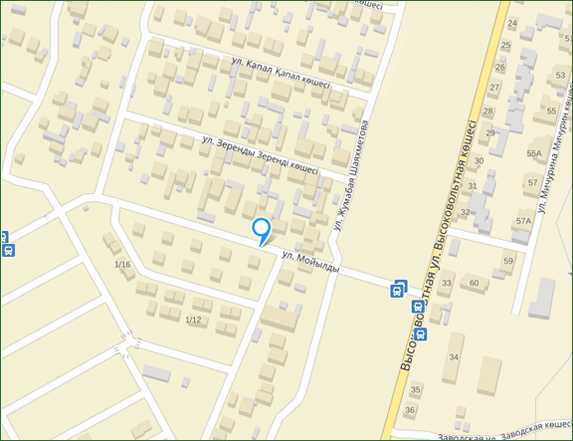 көшесі
24
25
26
27
28
29
30
31
32
33
34
35
36
51
53
55
55А
57
57А
59
60
ул. Капал Қапал көшесі
ул. Зеренды Зеренді көшесі
ул. Жумабая Шаяхметова
ул. Мойылды
Высоковольтная ул. Высоковольтная көшесі
ул. Мичурина Мичурин көшесі
1/16
1/12
Заводская ул. Заводская көшесі